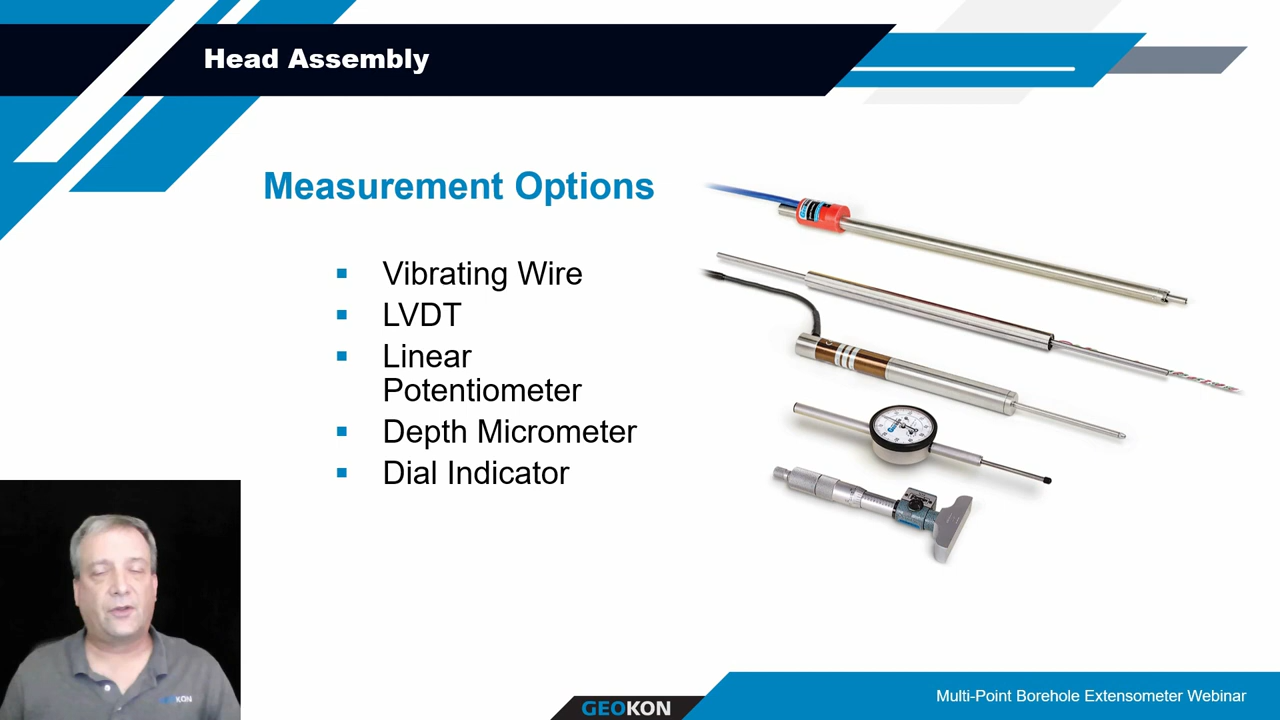 Head Assembly
Measurement Options
Vibrating Wire
LVDT
Linear
Potentiometer
Depth Micrometer
Dial Indicator
GEOKON
GEOKON
Multi-Point Borehole Extensometer Webinar